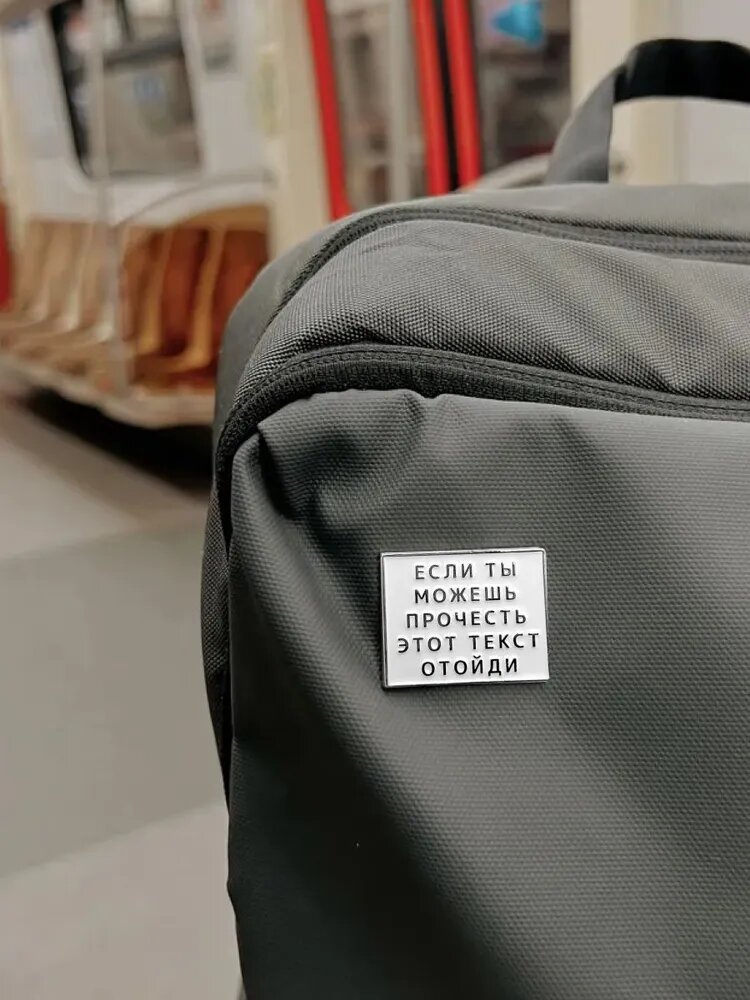 ЕСЛИ ТЫ
МОЖЕШЬ
ПРОЧЕСТЬ
ЭТОТ ТЕКСТ
ОТОЙДИ